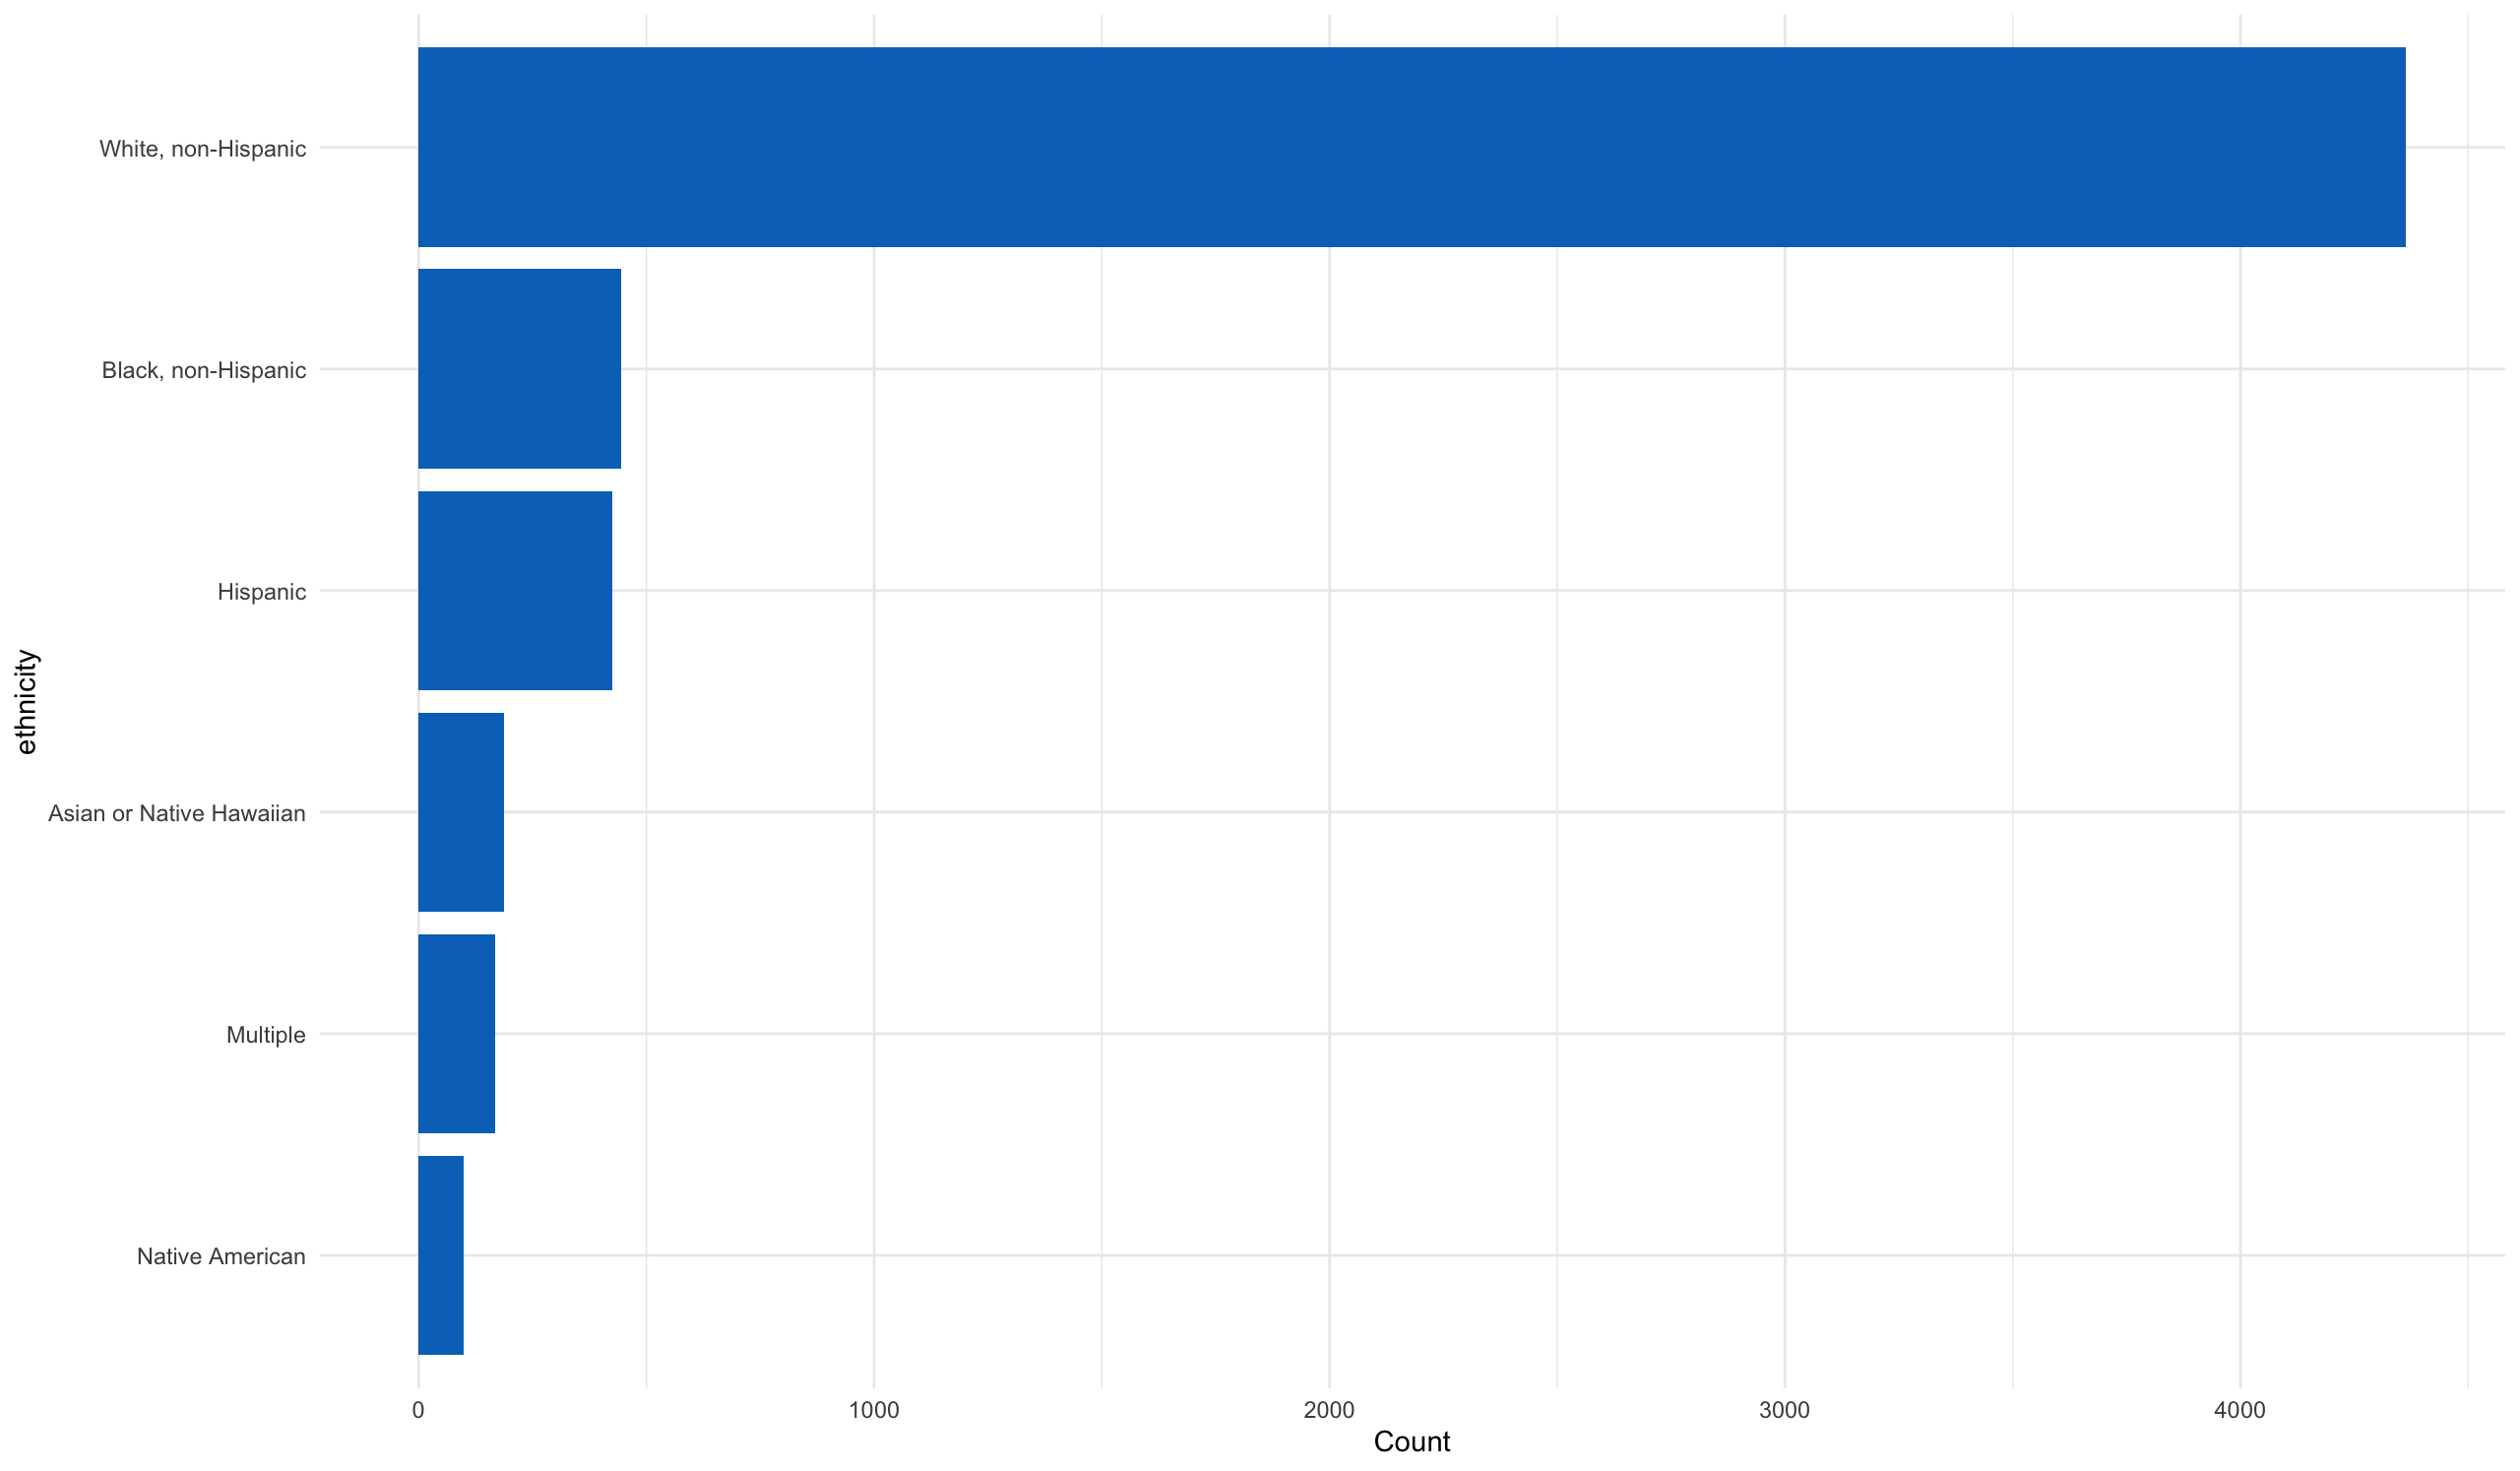 White, non-Hispanic
Black, non-Hispanic
Hispanic
Asian or Native Hawaiian
Multiple
Native American
ethnicity
0 1000 2000 3000 4000
Count